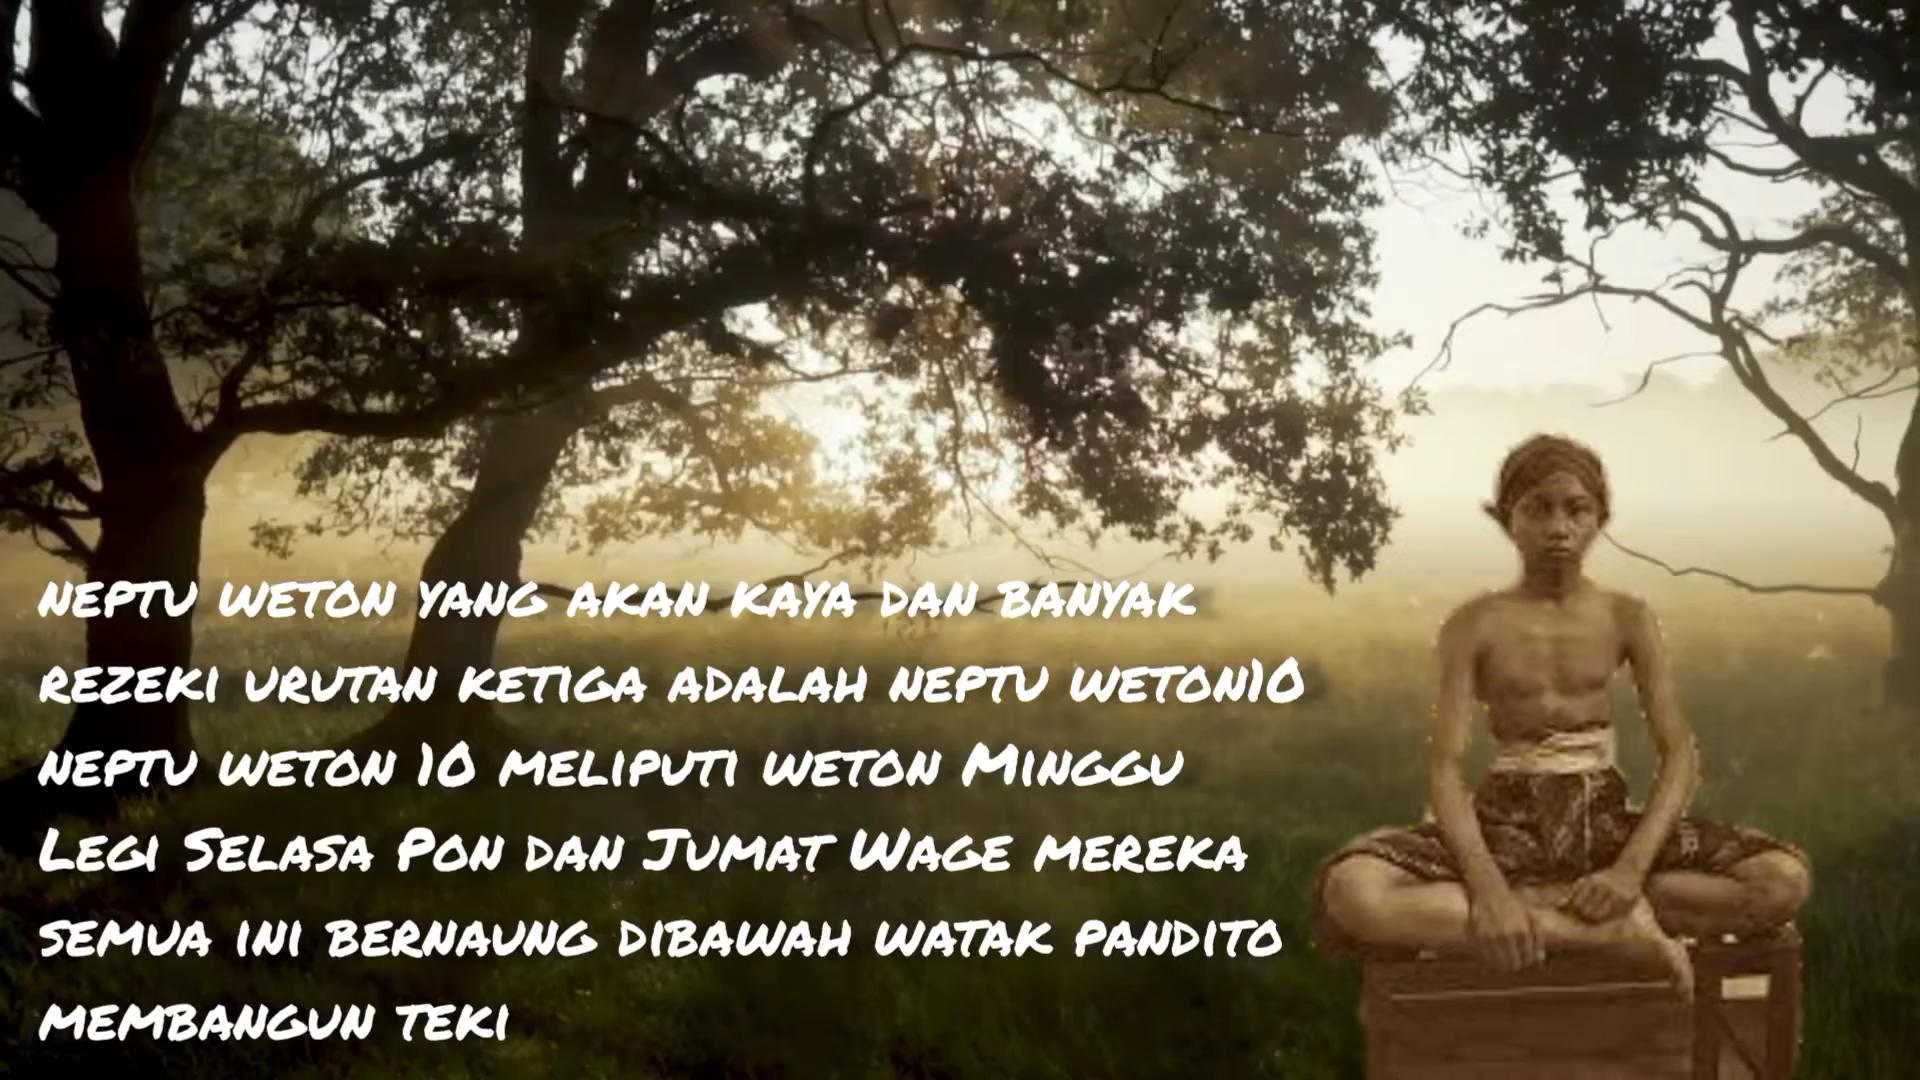 neptu weton yang akan kaya dan banyak
rezeki urutan ketiga adalah neptu weton10
neptu weton 10 meliputi weton Minggu
Legi Selasa Pon dan Jumat Wage mereka
semua ini bernaung dibawah watak pandito
membangun teki